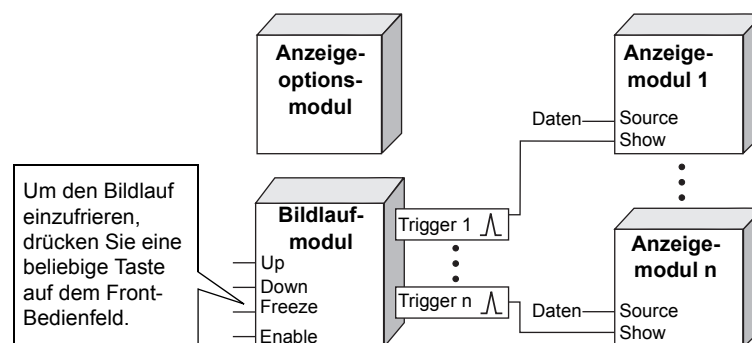 Anzeige-
options-
modul
Anzeige-
modul 1
Daten
Source
Show
Um den Bildlauf
einzufrieren,
drücken Sie eine
beliebige Taste
auf dem Front-
Bedienfeld.
Bildlauf-
modul
Up
Down
Freeze
Enable
Trigger 1
Trigger n
Anzeige-
modul n
Daten
Source
Show